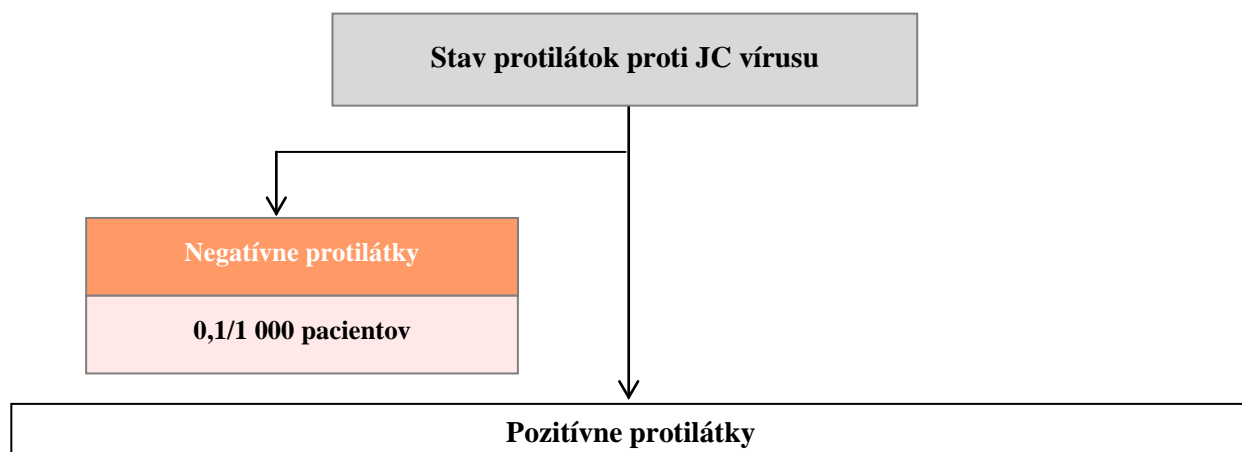 Stav protilátok proti JC vírusu
Negatívne protilátky
0,1/1 000 pacientov
Pozitívne protilátky